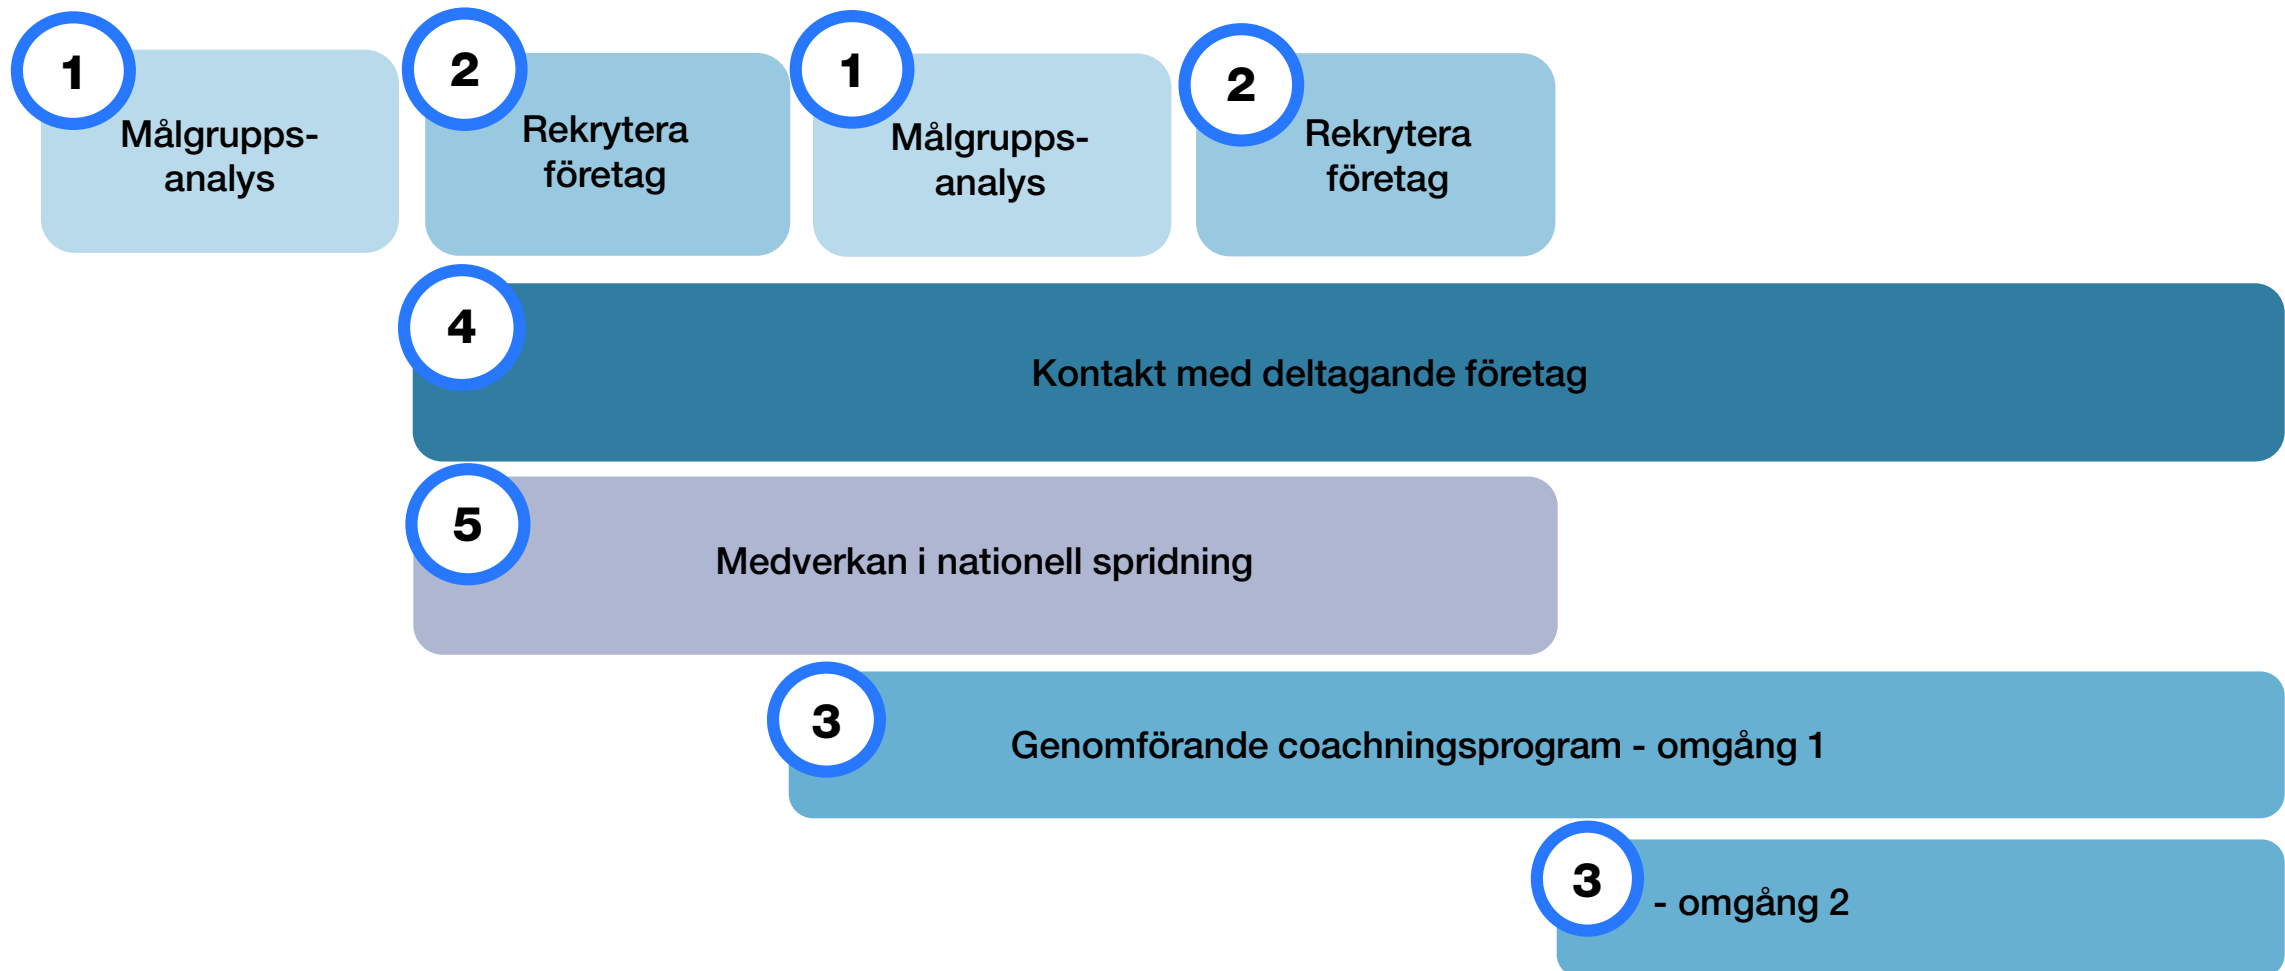 1
Målgrupps-
analys
2
Rekrytera
företag
1
Målgrupps-
analys
2
Rekrytera
företag
4
Kontakt med deltagande företag
5
Medverkan i nationell spridning
3
Genomförande coachningsprogram - omgång 1
3
- omgång 2